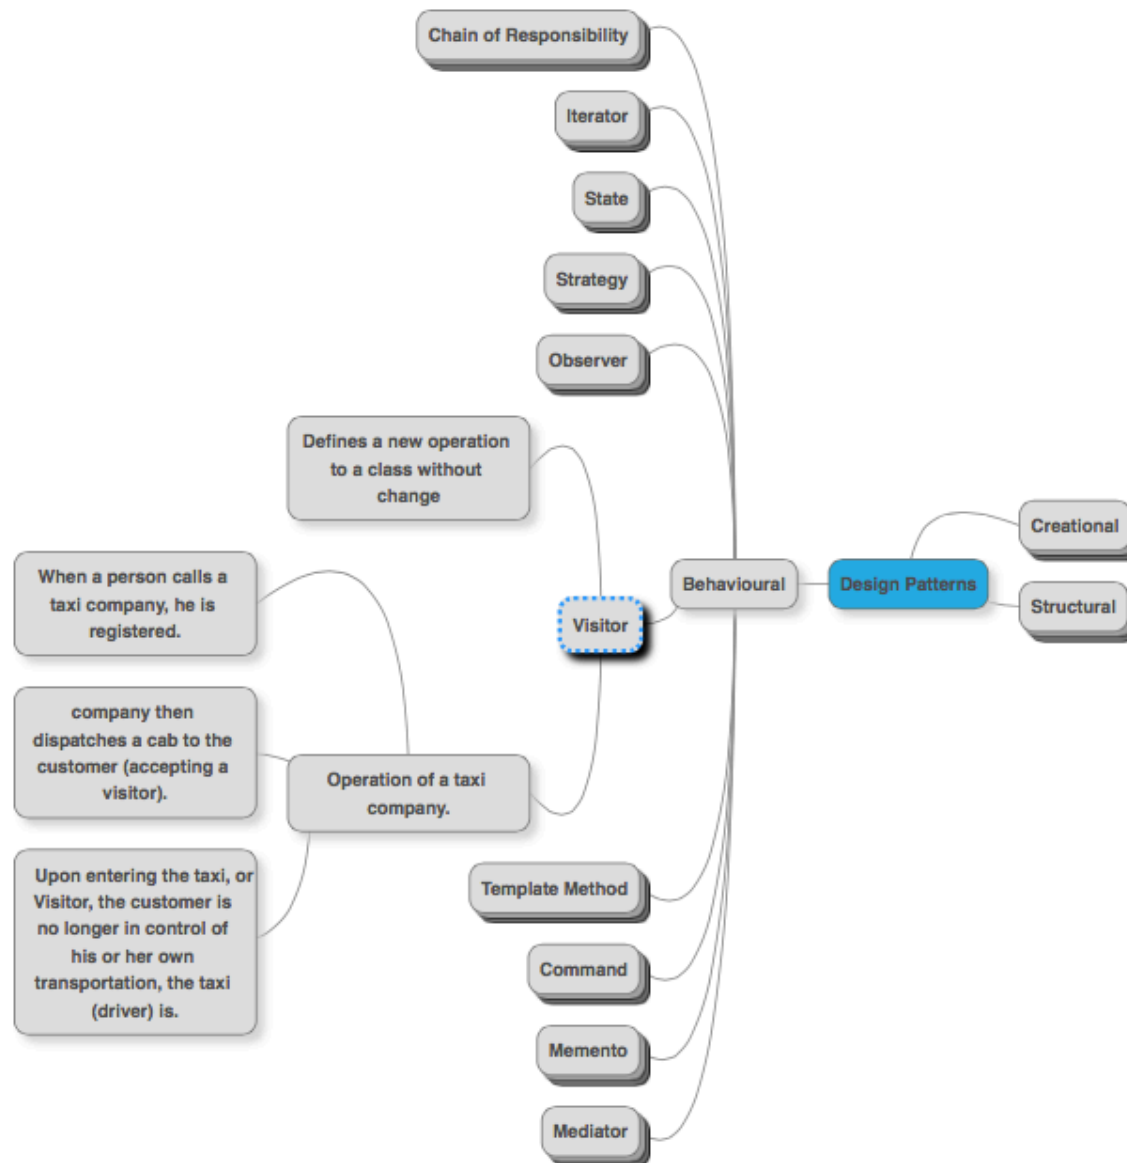 Chain of Responsibility
Iterator
State
Strategy
Observer
Defines a new operation
to a class without
change
When a person calls a
taxi company, he is
registered.
company then
dispatches a cab to the
customer (accepting a
visitor).
Upon entering the taxi, or
Visitor, the customer is
no longer in control of
his or her own
transportation, the taxi
(driver) is.
Operation of a taxi
company.
Visitor
Template Method
Command
Memento
Mediator
Behavioural
Design Patterns
Creational
Structural